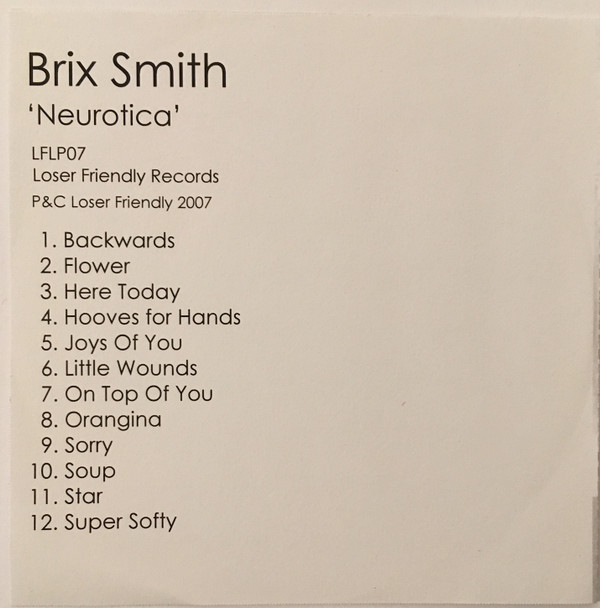 Brix Smith
‘Neurotica’
LFLP07
Loser Friendly Records
P&C Loser Friendly 2007
1. Backwards
2. Flower
3. Here Today
4. Hooves for Hands
5. Joys Of You
6. Little Wounds
7. On Top Of You
8. Orangina
9. Sorry
10. Soup
11. Star
12. Super Softy